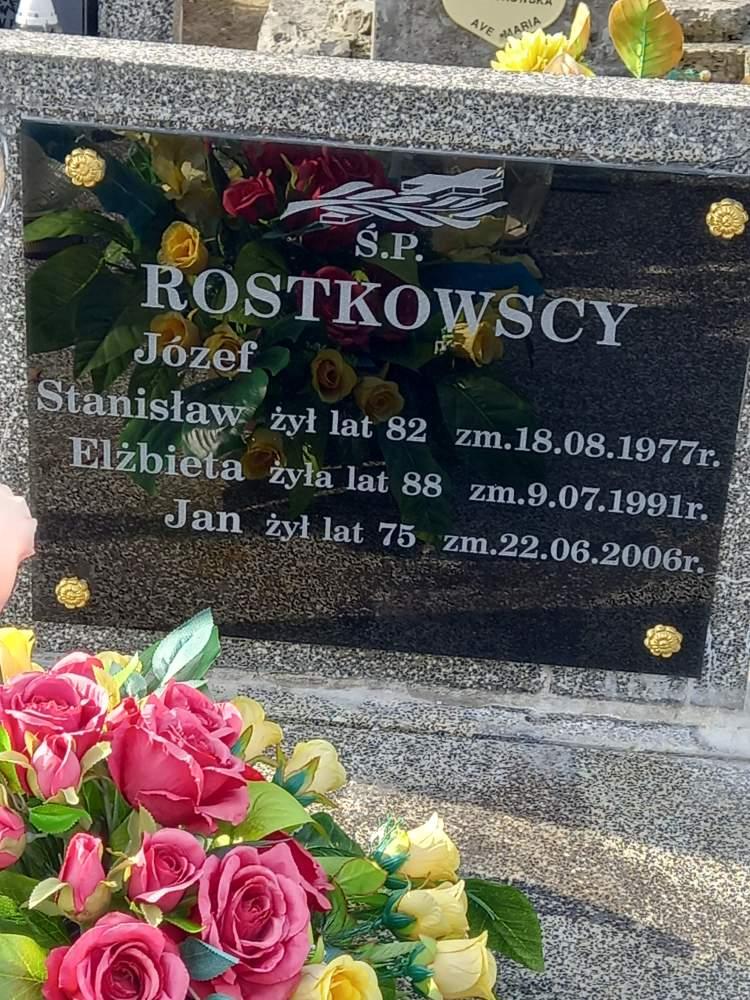 AVE MARIA
Ś.P.
ROSTKOWSCY
Józef
Stanisław żył lat 82 zm.18.08.1977r.
Elżbieta żyła lat 88 zm.9.07.1991r.
Jan żył lat 75 zm.22.06.2006r.